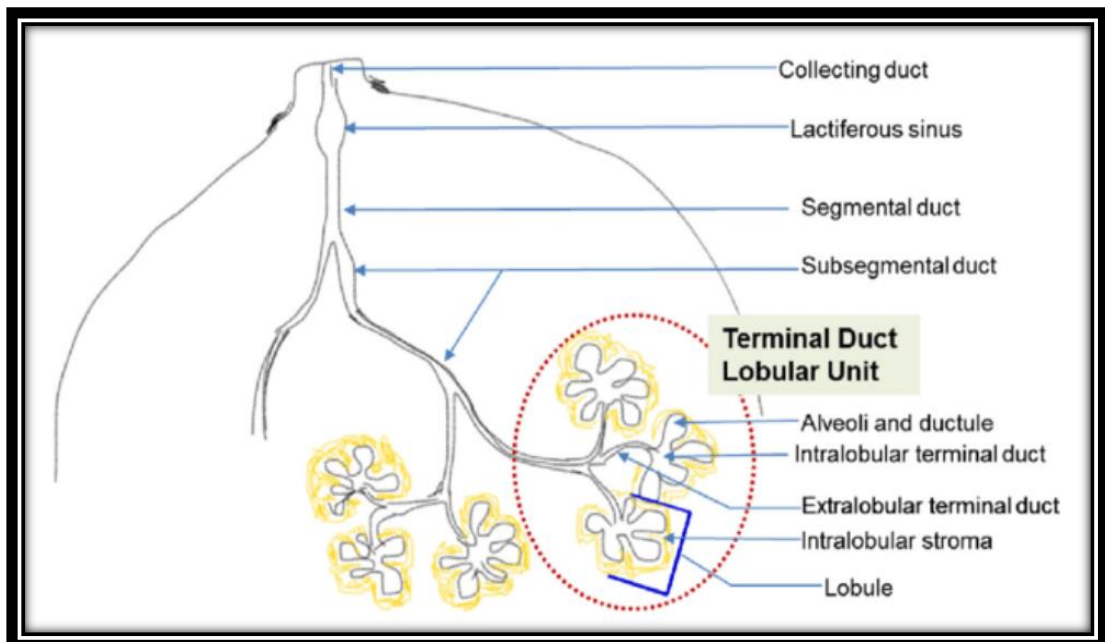 Collecting duct
Lactiferous sinus
Segmental duct
Subsegmental duct
Terminal Duct
Lobular Unit
Alveoli and ductule
Intralobular terminal duct
Extralobular terminal duct
Intralobular stroma
Lobule